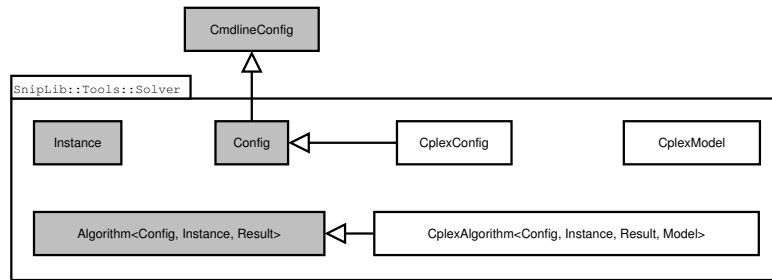 CmdlineConfig
SnipLib::Tools::Solver
Instance
Config
CplexConfig
CplexModel
Algorithm<Config, Instance, Result>
CplexAlgorithm<Config, Instance, Result, Model>